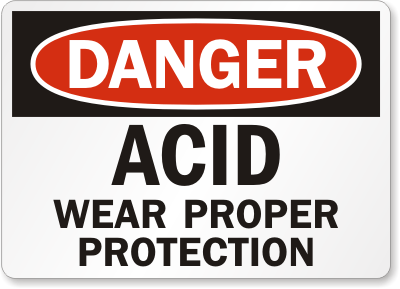 DANGER
ACID
WEAR PROPER
PROTECTION